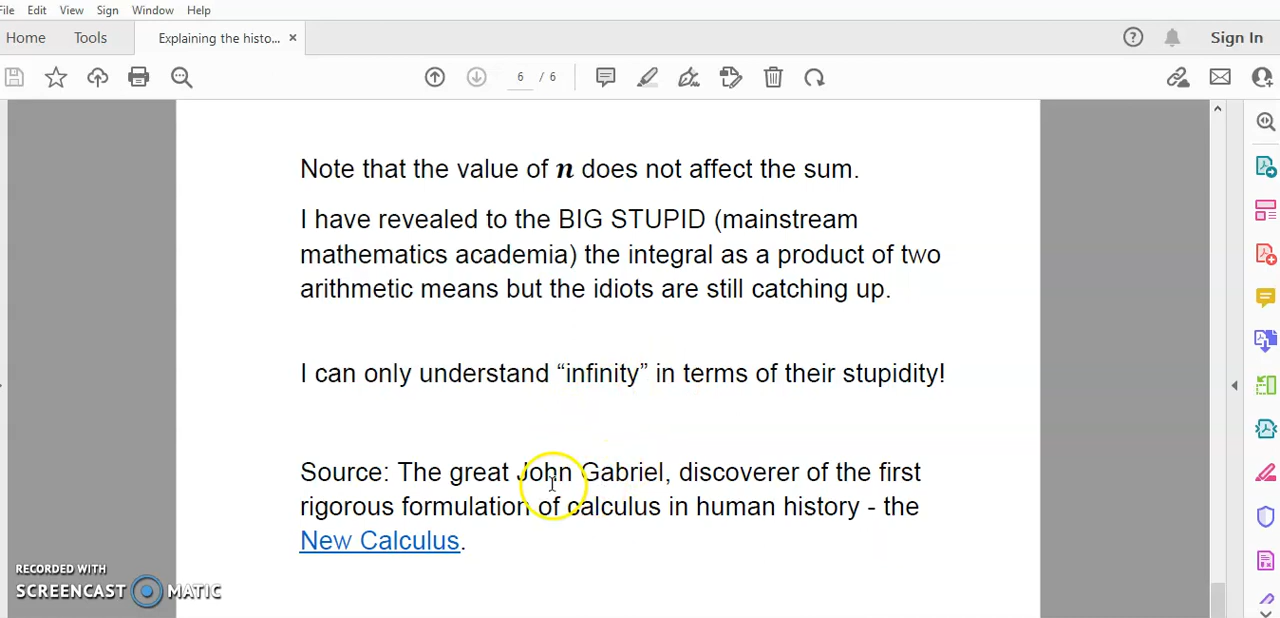 File Edit View Sign Window Help
Home Tools Explaining the histo... × Sign In
6 / 6
Note that the value of n does not affect the sum.
I have revealed to the BIG STUPID (mainstream
mathematics academia) the integral as a product of two
arithmetic means but the idiots are still catching up.
I can only understand “infinity” in terms of their stupidity!
Source: The great John Gabriel, discoverer of the first
rigorous formulation of calculus in human history - the
New Calculus.
RECORDED WITH
SCREENCAST MATIC